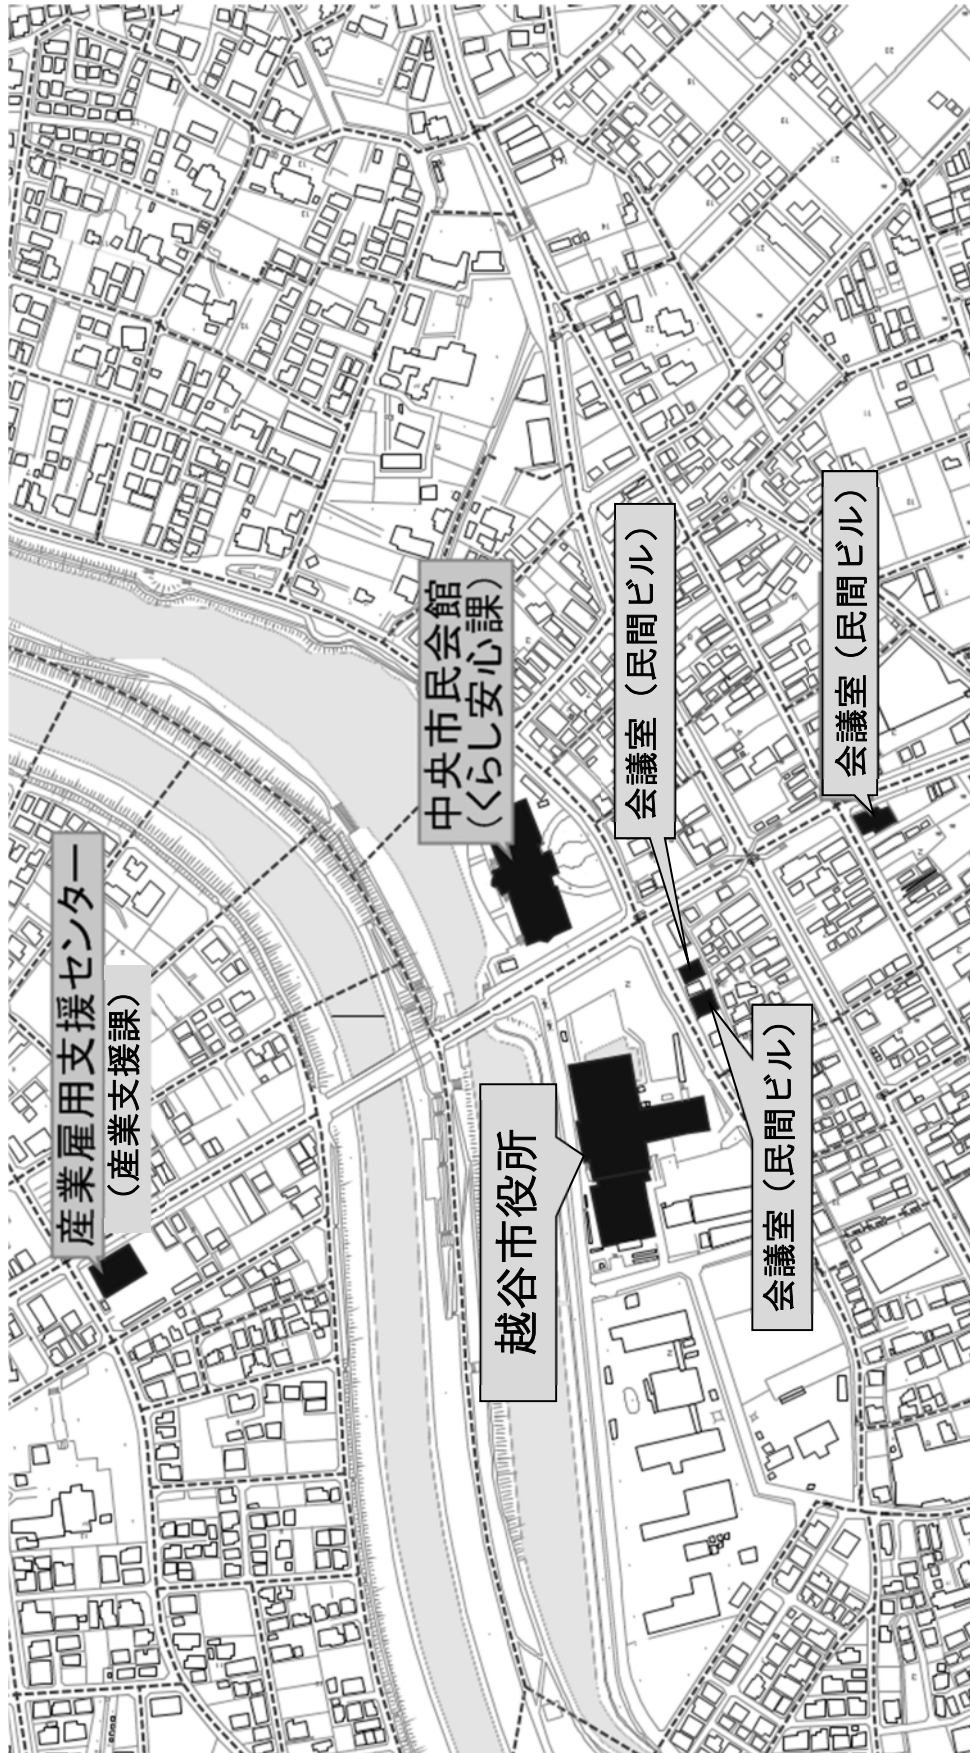 産業雇用支援センター
（産業支援課）
中央市民会館
（くらし安心課）
越谷市役所
会議室（民間ビル）
会議室（民間ビル）
会議室（民間ビル）